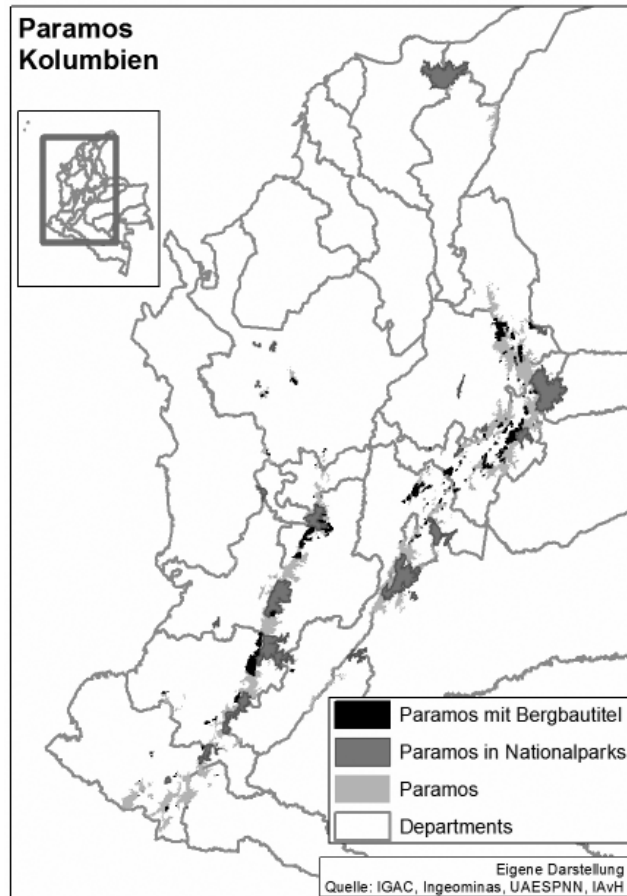 Paramos
Kolumbien
Paramos mit Bergbautitel
Paramos in Nationalparks
Paramos
Departments
Eigene Darstellung
Quelle: IGAC, Ingeominas, UAESPNN, IAvH